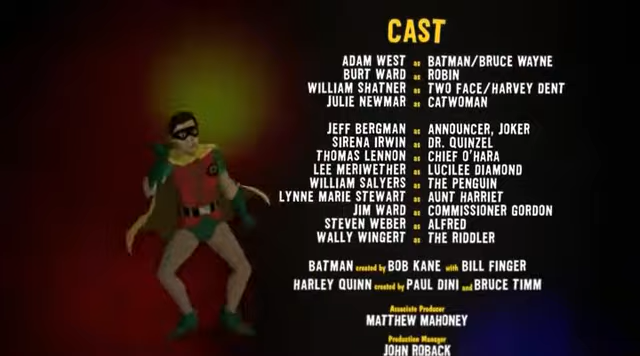 CAST
ADAM WEST as BATMAN/BRUCE WAYNE
BURT WARD as ROBIN
WILLIAM SHATNER as TWO FACE/HARVEY DENT
JULIE NEWMAR as CATWOMAN
JEFF BERGMAN as ANNOUNCER, JOKER
SIRENA IRWIN as DR. QUINZEL
THOMAS LENNON as CHIEF O'HARA
LEE MERIWETHER as LUCILEE DIAMOND
WILLIAM SALYERS as THE PENGUIN
LYNNE MARIE STEWART as AUNT HARRIET
JIM WARD as COMMISSIONER GORDON
STEVEN WEBER as ALFRED
WALLY WINGERT as THE RIDDLER
BATMAN created by BOB KANE with BILL FINGER
HARLEY QUINN created by PAUL DINI and BRUCE TIMM
Associate Producer
MATTHEW MAHONEY
Production Manager
JOHN ROBACK